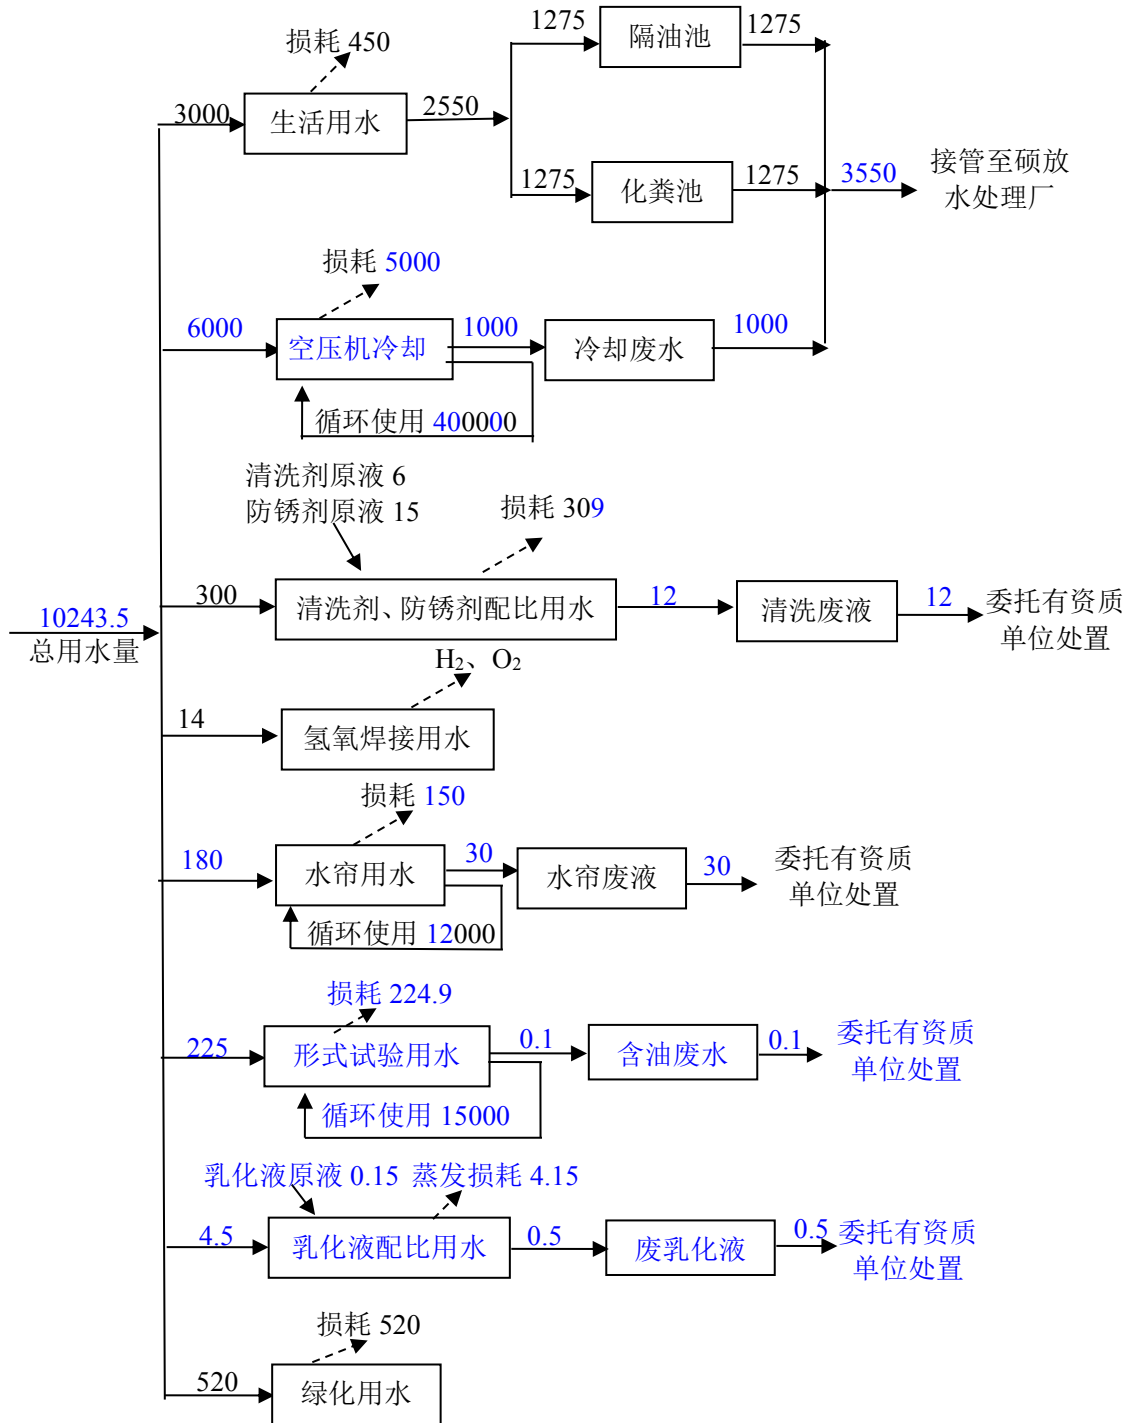 1275
隔油池
1275
损耗 450
3000
生活用水
2550
1275
化粪池
1275
3550
接管至硕放
水处理厂
损耗 5000
6000
空压机冷却
1000
冷却废水
1000
循环使用 400000
清洗剂原液 6
防锈剂原液 15
损耗 309
300
清洗剂、防锈剂配比用水
12
清洗废液
12
委托有资质
单位处置
10243.5
总用水量
H₂、O₂
14
氢氧焊接用水
损耗 150
180
水帘用水
30
水帘废液
30
委托有资质
单位处置
循环使用 12000
损耗 224.9
225
形式试验用水
0.1
含油废水
0.1
委托有资质
单位处置
循环使用 15000
乳化液原液 0.15
蒸发损耗 4.15
4.5
乳化液配比用水
0.5
废乳化液
0.5
委托有资质
单位处置
损耗 520
520
绿化用水